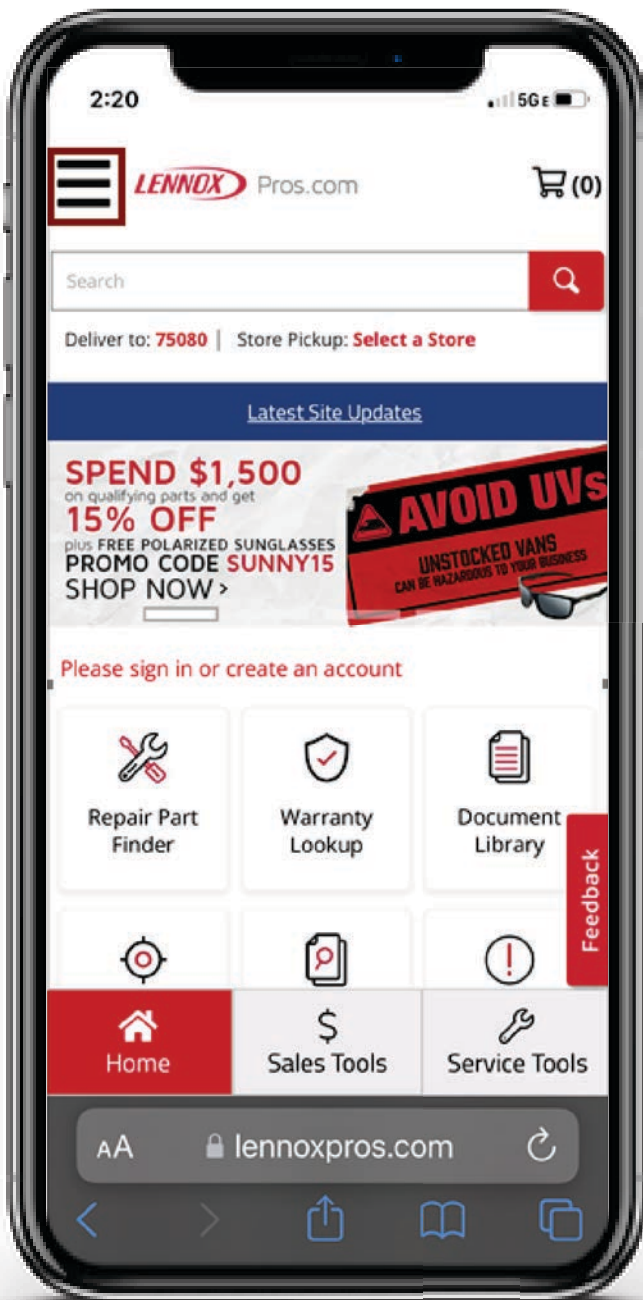 2:20
5GE
LENNOX Pros.com
(0)
Search
Deliver to: 75080 | Store Pickup: Select a Store
Latest Site Updates
SPEND $1,500
on qualifying parts and get
15% OFF
plus FREE POLARIZED SUNGLASSES
PROMO CODE SUNNY15
SHOP NOW >
AVOID UVs
UNSTOCKED VANS
CAN BE HAZARDOUS TO YOUR BUSINESS
Please sign in or create an account
Repair Part
Finder
Warranty
Lookup
Document
Library
Feedback
Home
$
Sales Tools
Service Tools
AA
lennoxpros.com